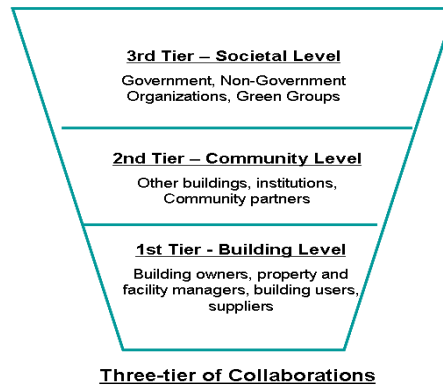 3rd Tier – Societal Level
Government, Non-Government
Organizations, Green Groups
2nd Tier – Community Level
Other buildings, institutions,
Community partners
1st Tier - Building Level
Building owners, property and
facility managers, building users,
suppliers
Three-tier of Collaborations